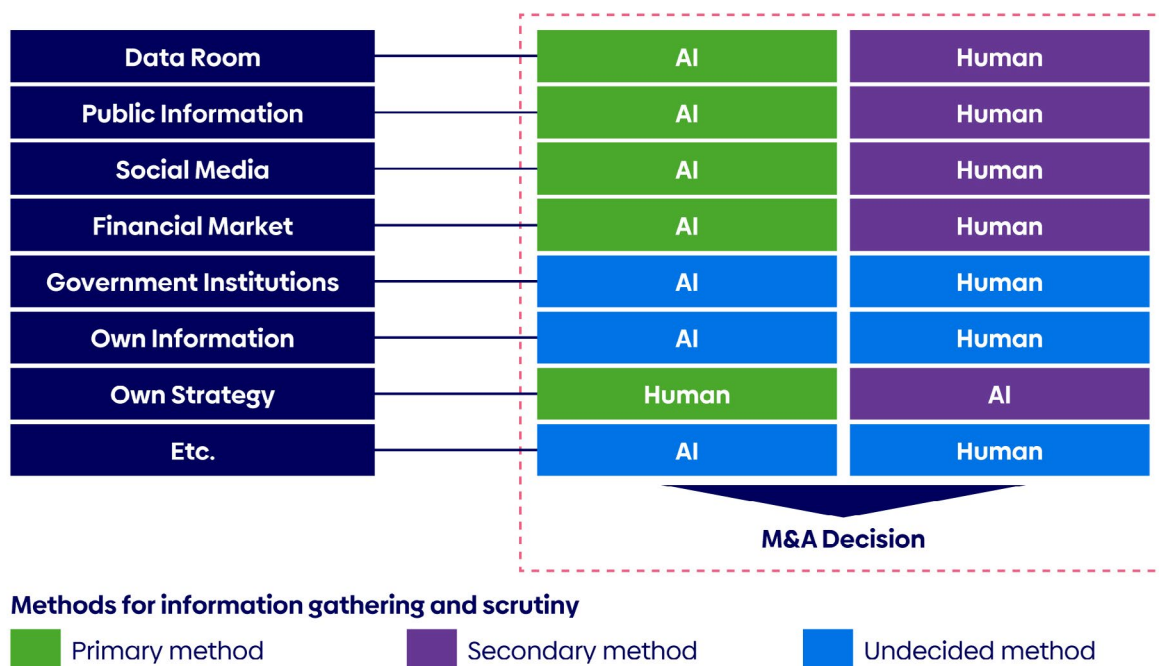 Data Room AI Human
Public Information AI Human
Social Media AI Human
Financial Market AI Human
Government Institutions AI Human
Own Information AI Human
Own Strategy Human AI
Etc. AI Human
M&A Decision
Methods for information gathering and scrutiny
Primary method Secondary method Undecided method